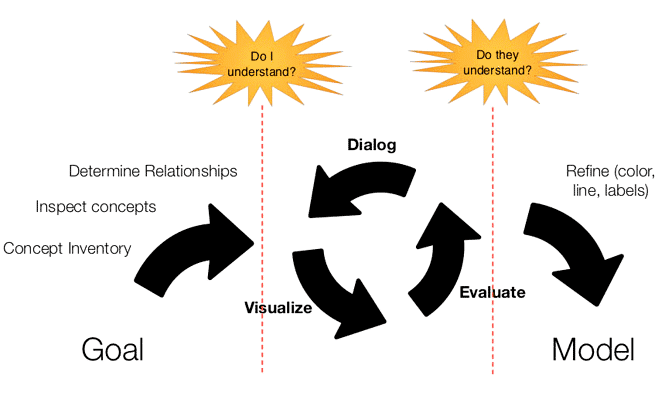 Do I
understand?
Do they
understand?
Dialog
Determine Relationships
Inspect concepts
Concept Inventory
Refine (color,
line, labels)
Visualize
Evaluate
Goal
Model